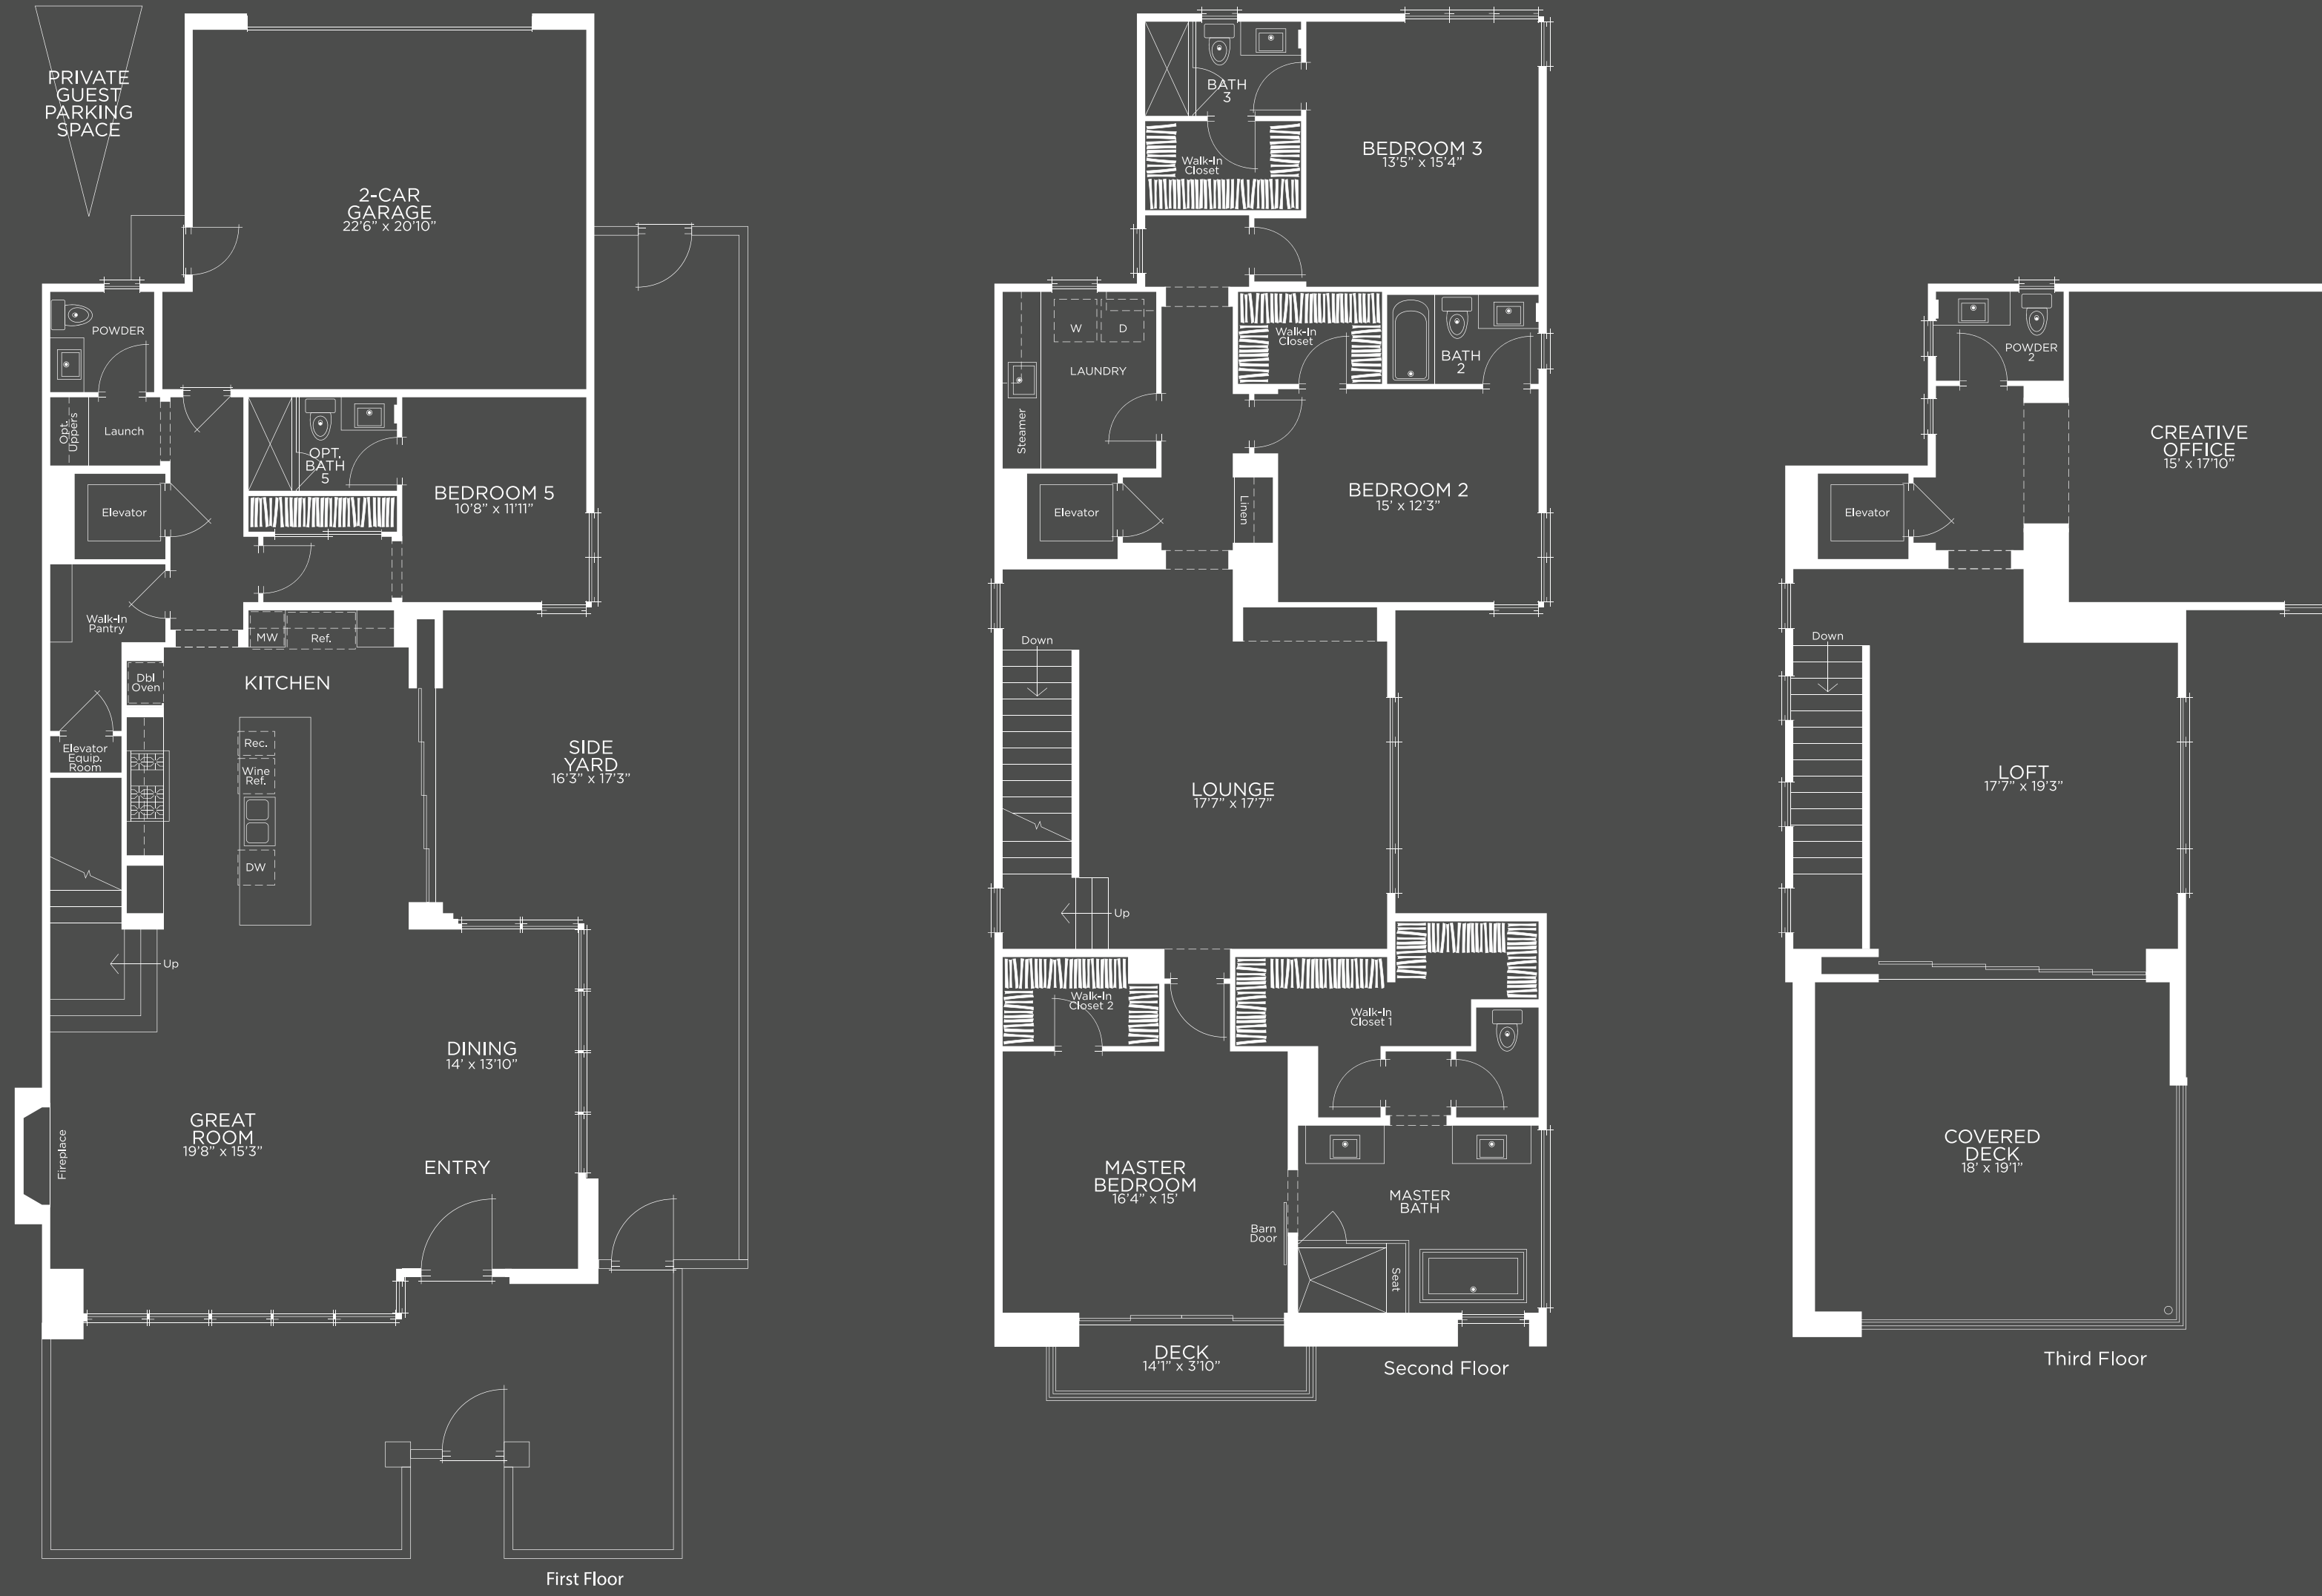 PRIVATE
GUEST
PARKING
SPACE
2-CAR
GARAGE
22'6" x 20'10"
POWDER
Opt.
Uppers
Launch
OPT.
BATH
5
BEDROOM 5
10'8" x 11'11"
Elevator
Walk-In
Pantry
MW
Ref.
Dbl
Oven
KITCHEN
Elevator
Equip.
Room
Rec.
Wine
Ref.
DW
SIDE
YARD
16'3" x 17'3"
Up
DINING
14' x 13'10"
GREAT
ROOM
19'8" x 15'3"
Fireplace
ENTRY
First Floor
BATH
3
Walk-In
Closet
BEDROOM 3
13'5" x 15'4"
W
D
LAUNDRY
Steamer
Walk-In
Closet
BATH
2
Elevator
Linen
BEDROOM 2
15' x 12'3"
Down
LOUNGE
17'7" x 17'7"
Up
Walk-In
Closet 2
Walk-In
Closet 1
MASTER
BEDROOM
16'4" x 15'
MASTER
BATH
Barn
Door
Seat
DECK
14'1" x 3'10"
Second Floor
POWDER
2
CREATIVE
OFFICE
15' x 17'10"
Elevator
Down
LOFT
17'7" x 19'3"
COVERED
DECK
18' x 19'1"
Third Floor